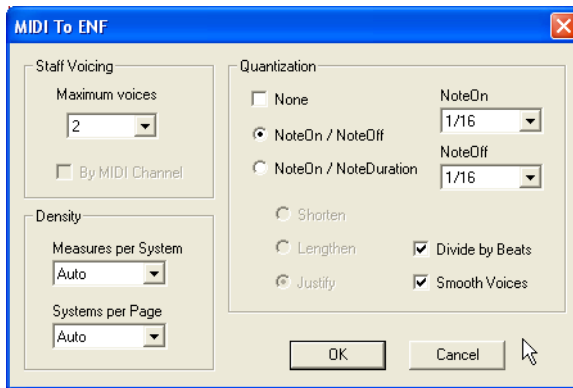 MIDI To ENF
Staff Voicing
Maximum voices
2
By MIDI Channel
Density
Measures per System
Auto
Systems per Page
Auto
Quantization
None
NoteOn / NoteOff
NoteOn / NoteDuration
Shorten
Lengthen
Justify
NoteOn
1/16
NoteOff
1/16
Divide by Beats
Smooth Voices
OK
Cancel